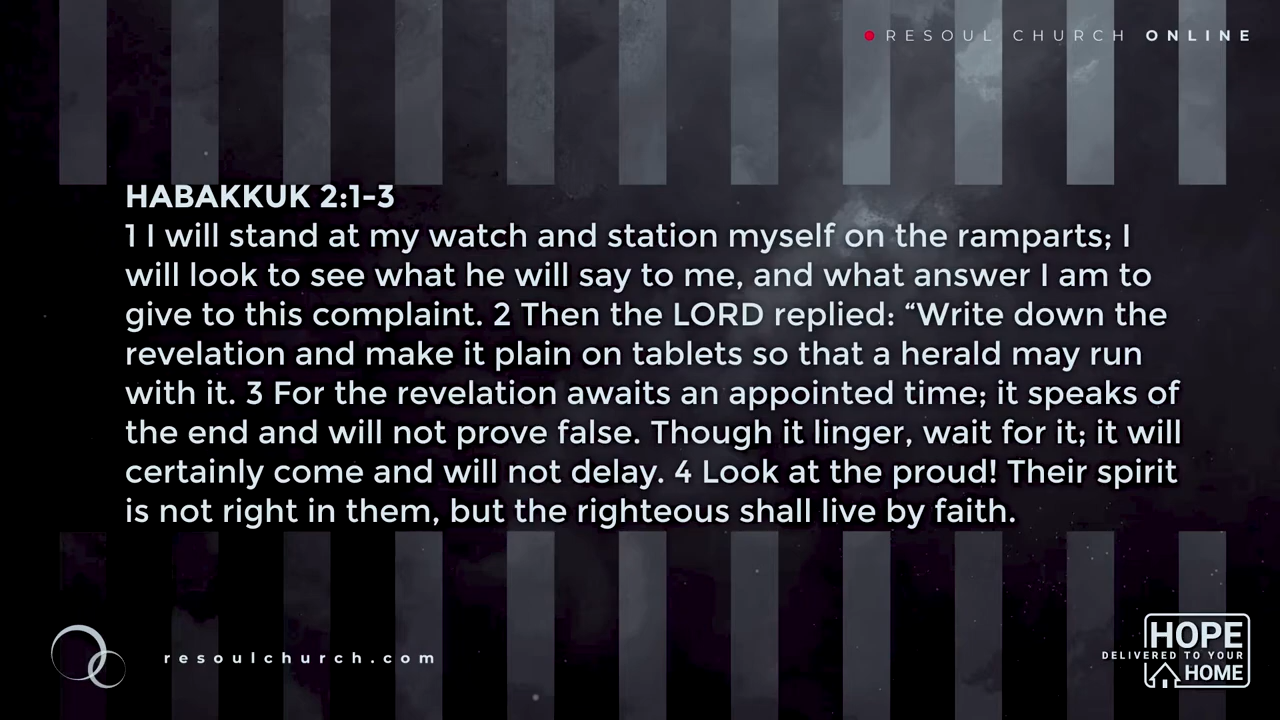 RESOUL CHURCH ONLINE
HABAKKUK 2:1-3
1 I will stand at my watch and station myself on the ramparts; I
will look to see what he will say to me, and what answer I am to
give to this complaint. 2 Then the LORD replied: “Write down the
revelation and make it plain on tablets so that a herald may run
with it. 3 For the revelation awaits an appointed time; it speaks of
the end and will not prove false. Though it linger, wait for it; it will
certainly come and will not delay. 4 Look at the proud! Their spirit
is not right in them, but the righteous shall live by faith.
resoulchurch.com
HOPE
DELIVERED TO YOUR
HOME